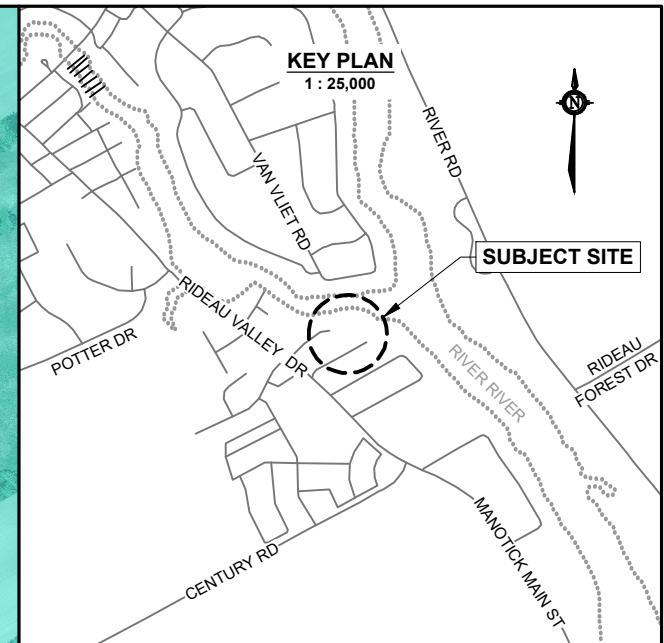 KEY PLAN
1 : 25,000
N
RIVER RD
VAN VLIET RD
SUBJECT SITE
RIDEAU VALLEY DR
POTTER DR
RIVER RIVER
RIDEAU
FOREST DR
MANOTICK MAIN ST
CENTURY RD